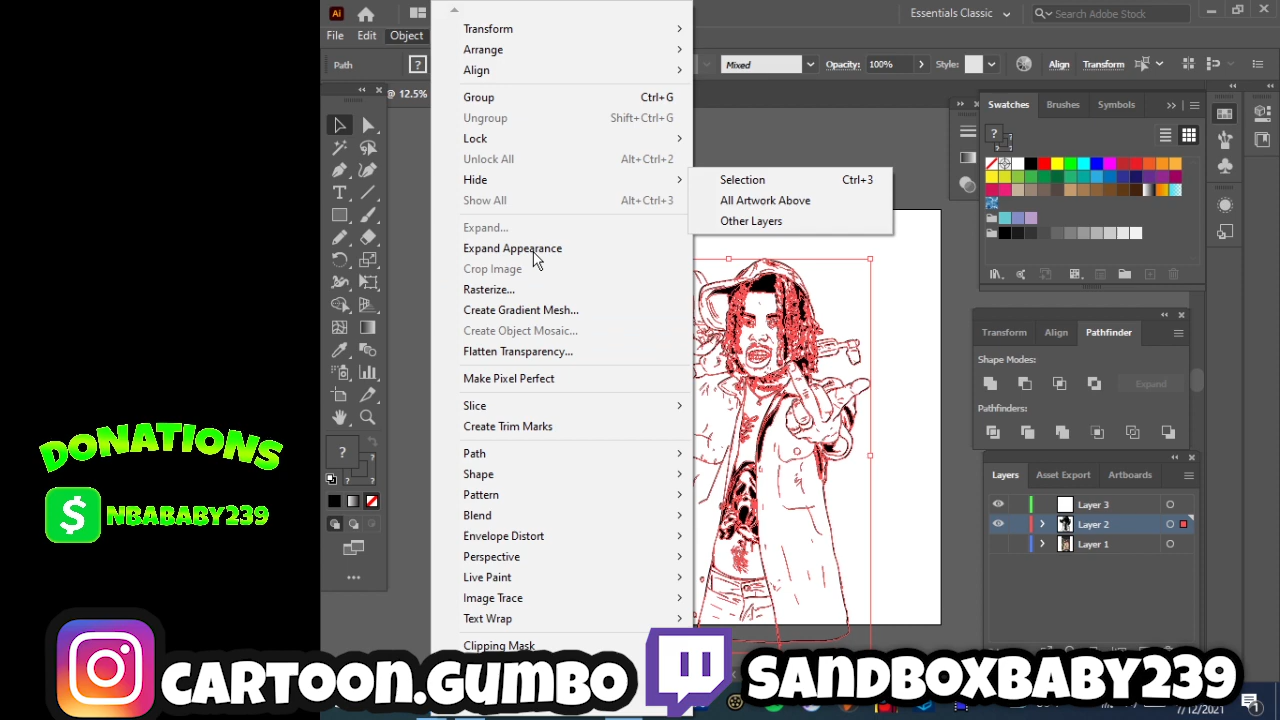 Ai
Essentials Classic
Search Adobe Stock
File Edit Object
Path ? Mixed Opacity: 100% Style: Align Transform
@ 12.5%
Transform
Arrange
Align
Group Ctrl+G
Ungroup Shift+Ctrl+G
Lock
Unlock All Alt+Ctrl+2
Hide
Show All Alt+Ctrl+3
Expand...
Expand Appearance
Crop Image
Rasterize...
Create Gradient Mesh...
Create Object Mosaic...
Flatten Transparency...
Make Pixel Perfect
Slice
Create Trim Marks
Path
Shape
Pattern
Blend
Envelope Distort
Perspective
Live Paint
Image Trace
Text Wrap
Clipping Mask
Selection Ctrl+3
All Artwork Above
Other Layers
Swatches Brushes Symbols
Transform Align Pathfinder
Shape Modes:
Expand
Pathfinders:
Layers Asset Export Artboards
Layer 3
Layer 2
Layer 1
DONATIONS
$ NBABABY239
CARTOON.GUMBO
SANDBOXBABY239
7/12/2021